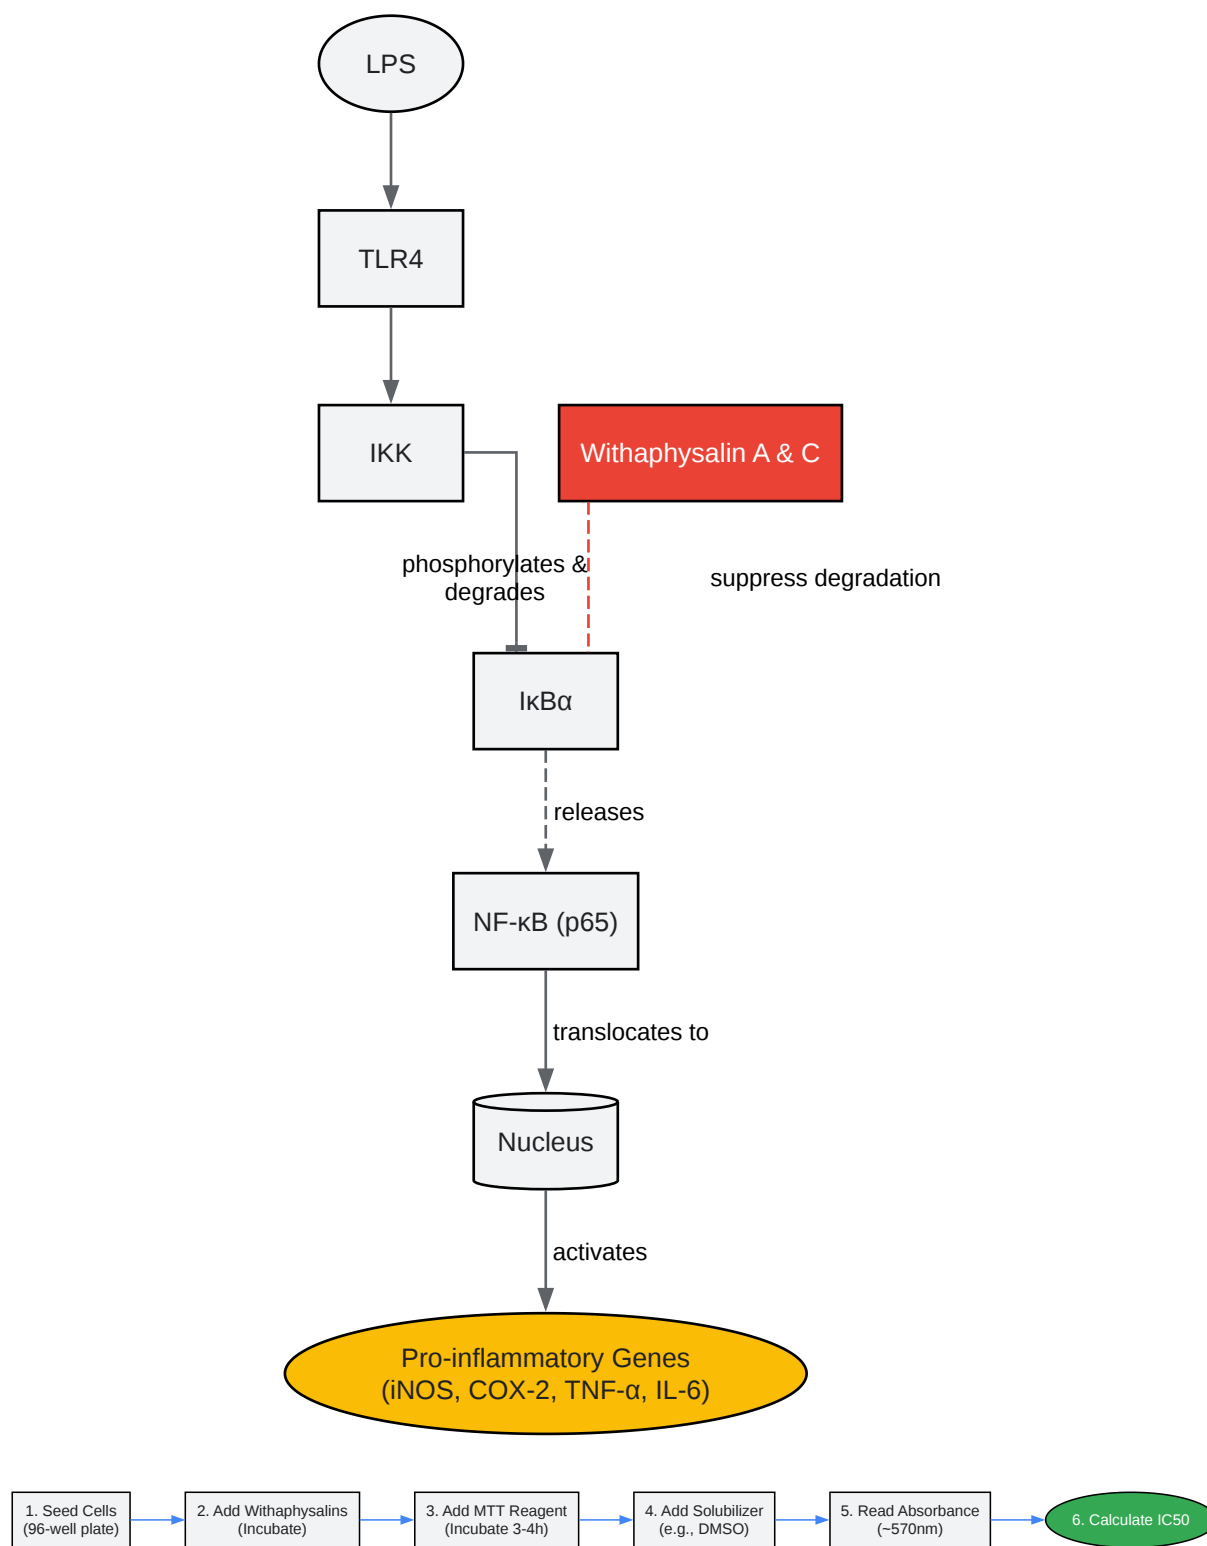 LPS
TLR4
IKK
Withaphysalin A & C
phosphorylates &
degrades
suppress degradation
IκBα
releases
NF-κB (p65)
translocates to
Nucleus
activates
Pro-inflammatory Genes
(iNOS, COX-2, TNF-α, IL-6)
1. Seed Cells
(96-well plate)
2. Add Withaphysalins
(Incubate)
3. Add MTT Reagent
(Incubate 3-4h)
4. Add Solubilizer
(e.g., DMSO)
5. Read Absorbance
(~570nm)
6. Calculate IC50